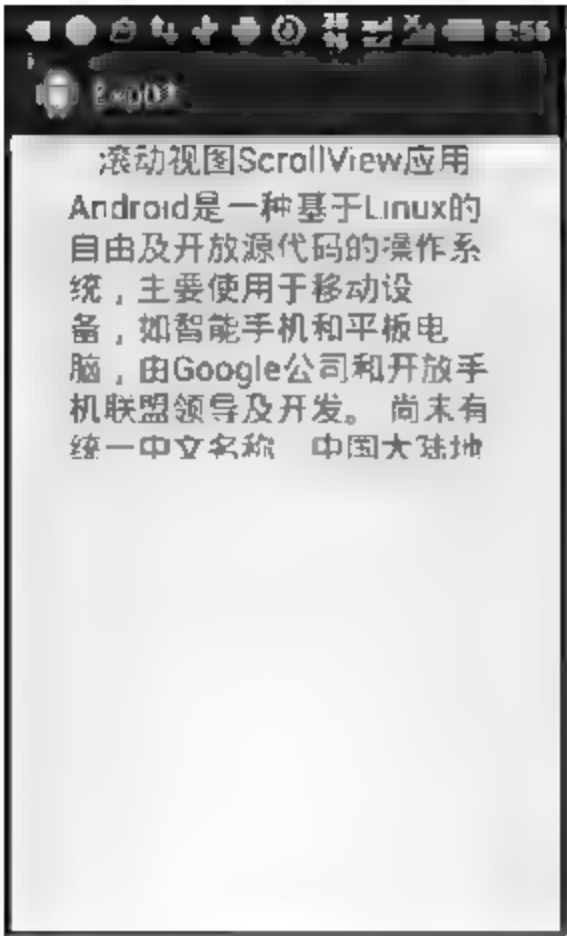 8:56
滚动视图ScrollView应用
Android是一种基于Linux的
自由及开放源代码的操作系
统，主要使用于移动设
备，如智能手机和平板电
脑，由Google公司和开放手
机联盟领导及开发。 尚未有
统一中文名称 中国大陆地